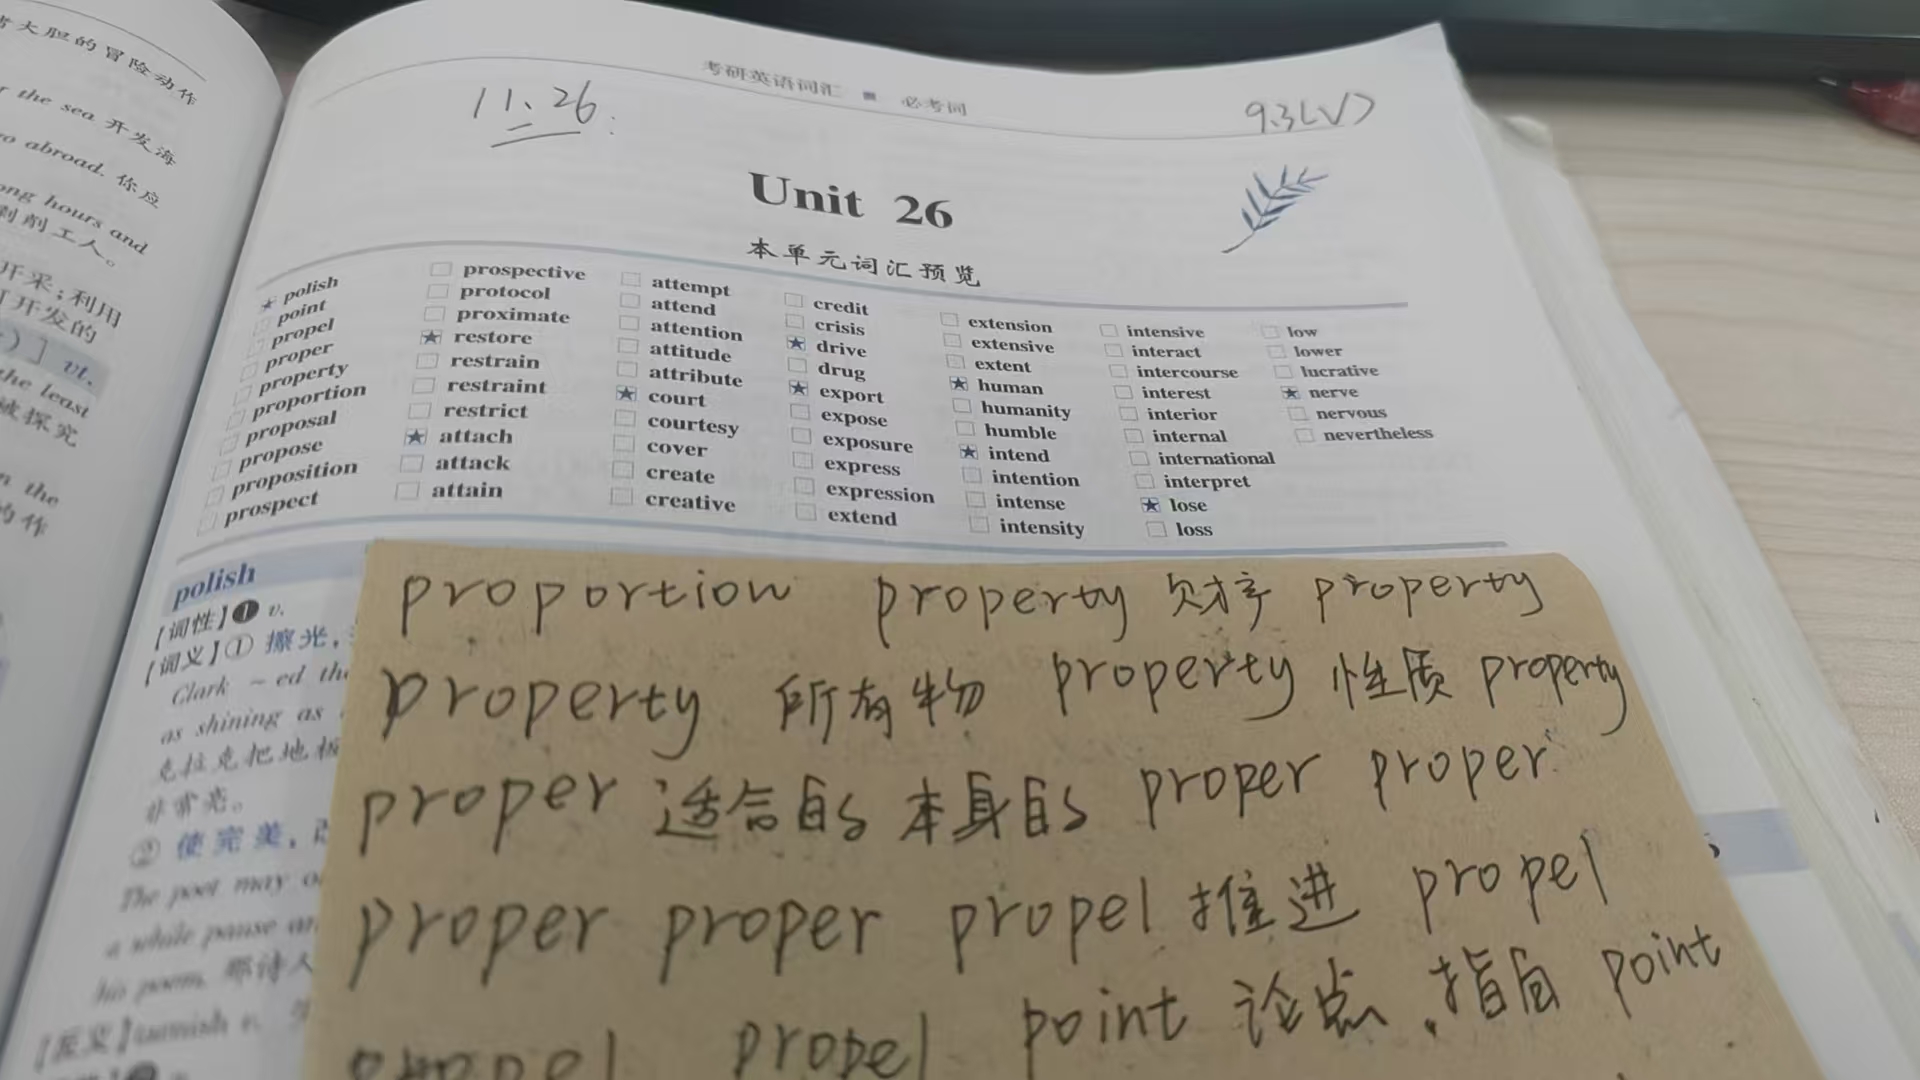 大胆的冒险动作
the sea 开发海
abroad. 你应
hours and
剥削工人。
开采;利用
开发的
vt.
the least
被探究
the
11、26
考研英语词汇 ■ 必考词
9.3(√)
Unit 26
本单元词汇预览
★ polish
point
propel
proper
property
proportion
proposal
propose
proposition
prospect
prospective
protocol
proximate
★ restore
restrain
restraint
restrict
★ attach
attack
attain
attempt
attend
attention
attitude
attribute
★ court
courtesy
cover
create
creative
credit
crisis
★ drive
drug
★ export
expose
exposure
express
expression
extend
extension
extensive
extent
★ human
humanity
humble
★ intend
intention
intense
intensity
intensive
interact
intercourse
interest
interior
internal
international
interpret
★ lose
loss
low
lower
lucrative
★ nerve
nervous
nevertheless
polish
【词性】❶ v.
【词义】① 擦光,
Clark ~ed the
as shining as
克拉克把地板
非常亮。
② 使完美,
The poet may
a while pause
his poem. 那诗人
【反义】tarnish v.
proportion property 财产 property
property 所有物 property 性质 property
proper 适合的 本身的 proper proper
proper proper propel 推进 propel
propel propel point 论点、指向 point